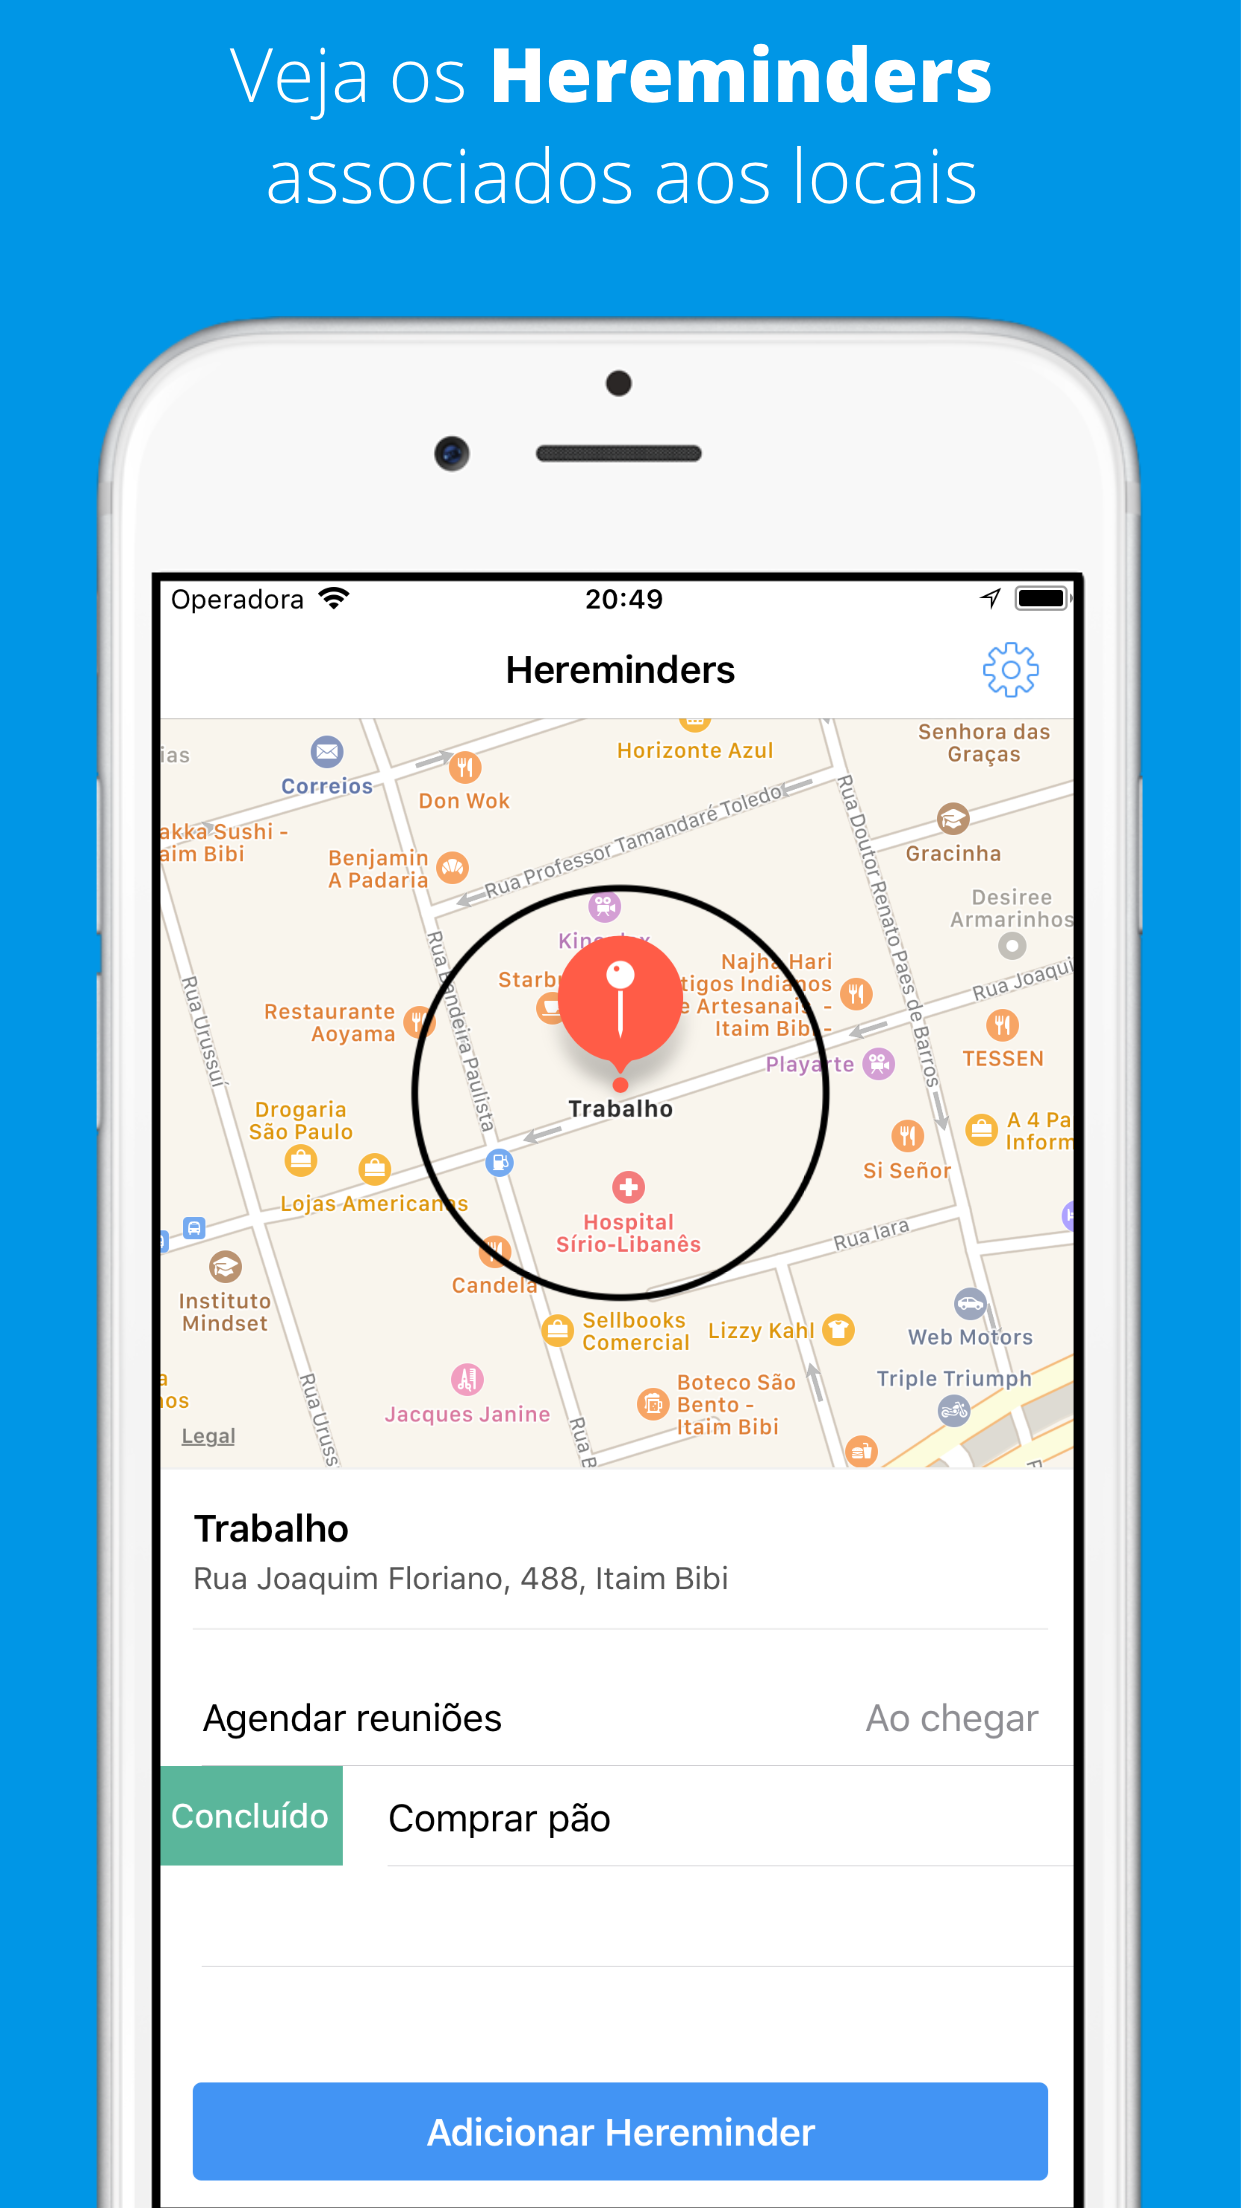 Veja os Hereminders
associados aos locais
Operadora
20:49
Hereminders
Horizonte Azul
Senhora das
Graças
Correios
Don Wok
akka Sushi -
aim Bibi
Benjamin
A Padaria
Rua Professor Tamandaré Toledo
Rua Doutor Renato Paes de Barros
Gracinha
Desiree
Armarinhos
Najha Hari
tigos Indianos
e Artesanais -
Itaim Bibi -
Rua Joaqui
Rua Urussuí
Restaurante
Aoyama
Rua Bandeira Paulista
Playarte
TESSEN
Trabalho
Drogaria
São Paulo
A 4 Pa
Inform
Si Señor
Lojas Americanas
Hospital
Sírio-Libanês
Rua Iara
Candela
Instituto
Mindset
Sellbooks
Comercial
Lizzy Kahl
Web Motors
Triple Triumph
Boteco São
Bento -
Itaim Bibi
Jacques Janine
Rua Uruss
Rua B
Legal
Trabalho
Rua Joaquim Floriano, 488, Itaim Bibi
Agendar reuniões
Ao chegar
Concluído
Comprar pão
Adicionar Hereminder